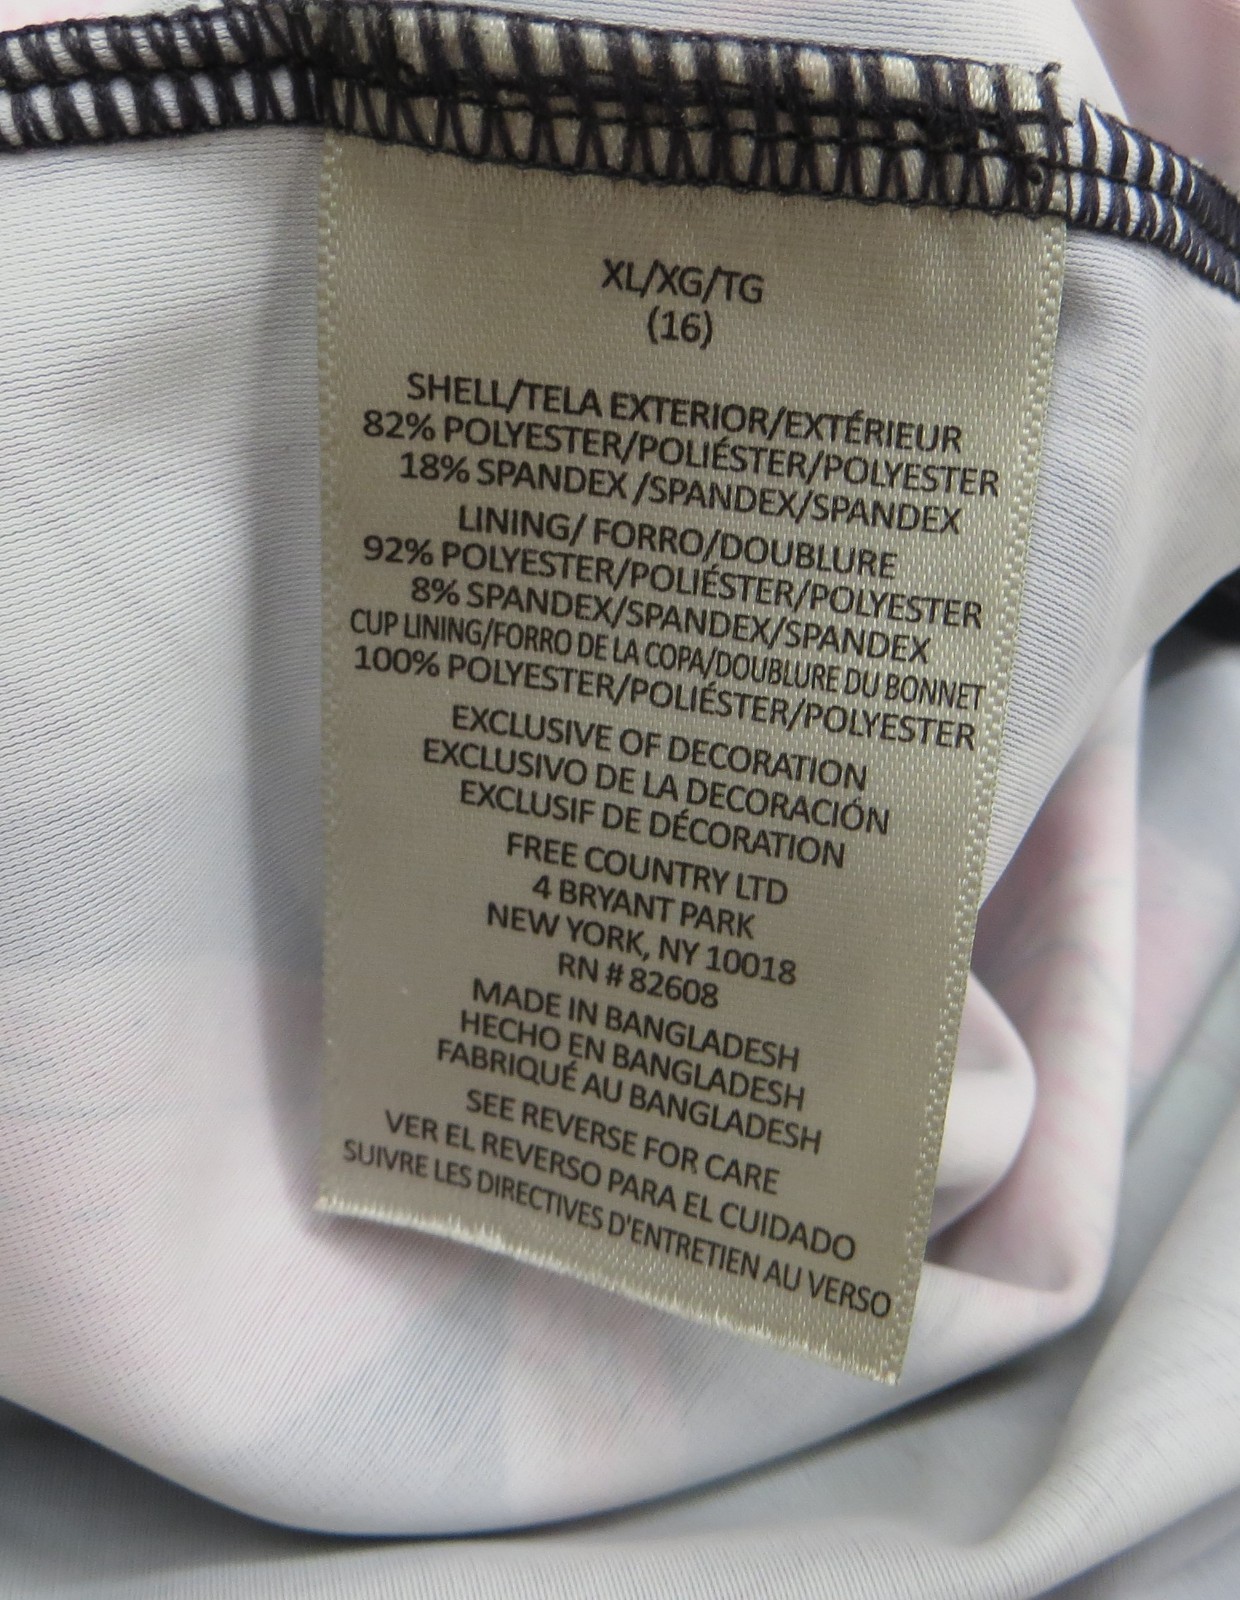 XL/XG/TG
(16)
SHELL/TELA EXTERIOR/EXTÉRIEUR
82% POLYESTER/POLIÉSTER/POLYESTER
18% SPANDEX /SPANDEX/SPANDEX
LINING/ FORRO/DOUBLURE
92% POLYESTER/POLIÉSTER/POLYESTER
8% SPANDEX/SPANDEX/SPANDEX
CUP LINING/FORRO DE LA COPA/DOUBLURE DU BONNET
100% POLYESTER/POLIÉSTER/POLYESTER
EXCLUSIVE OF DECORATION
EXCLUSIVO DE LA DECORACIÓN
EXCLUSIF DE DÉCORATION
FREE COUNTRY LTD
4 BRYANT PARK
NEW YORK, NY 10018
RN # 82608
MADE IN BANGLADESH
HECHO EN BANGLADESH
FABRIQUÉ AU BANGLADESH
SEE REVERSE FOR CARE
VER EL REVERSO PARA EL CUIDADO
SUIVRE LES DIRECTIVES D'ENTRETIEN AU VERSO